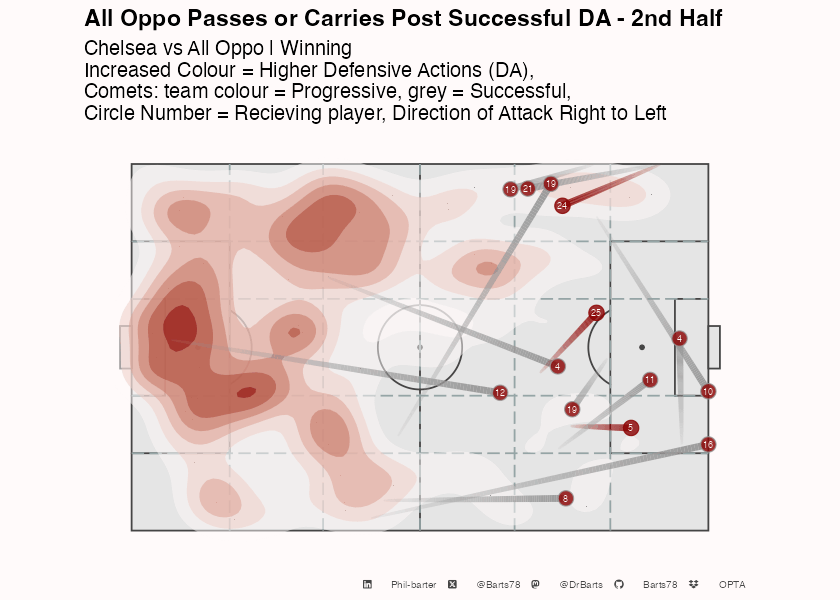 All Oppo Passes or Carries Post Successful DA - 2nd Half
Chelsea vs All Oppo | Winning
Increased Colour = Higher Defensive Actions (DA),
Comets: team colour = Progressive, grey = Successful,
Circle Number = Recieving player, Direction of Attack Right to Left
19 21 19
24
25
4
4
11
12
10
19
5
16
8
Phil-barter @Barts78 @DrBarts Barts78 OPTA